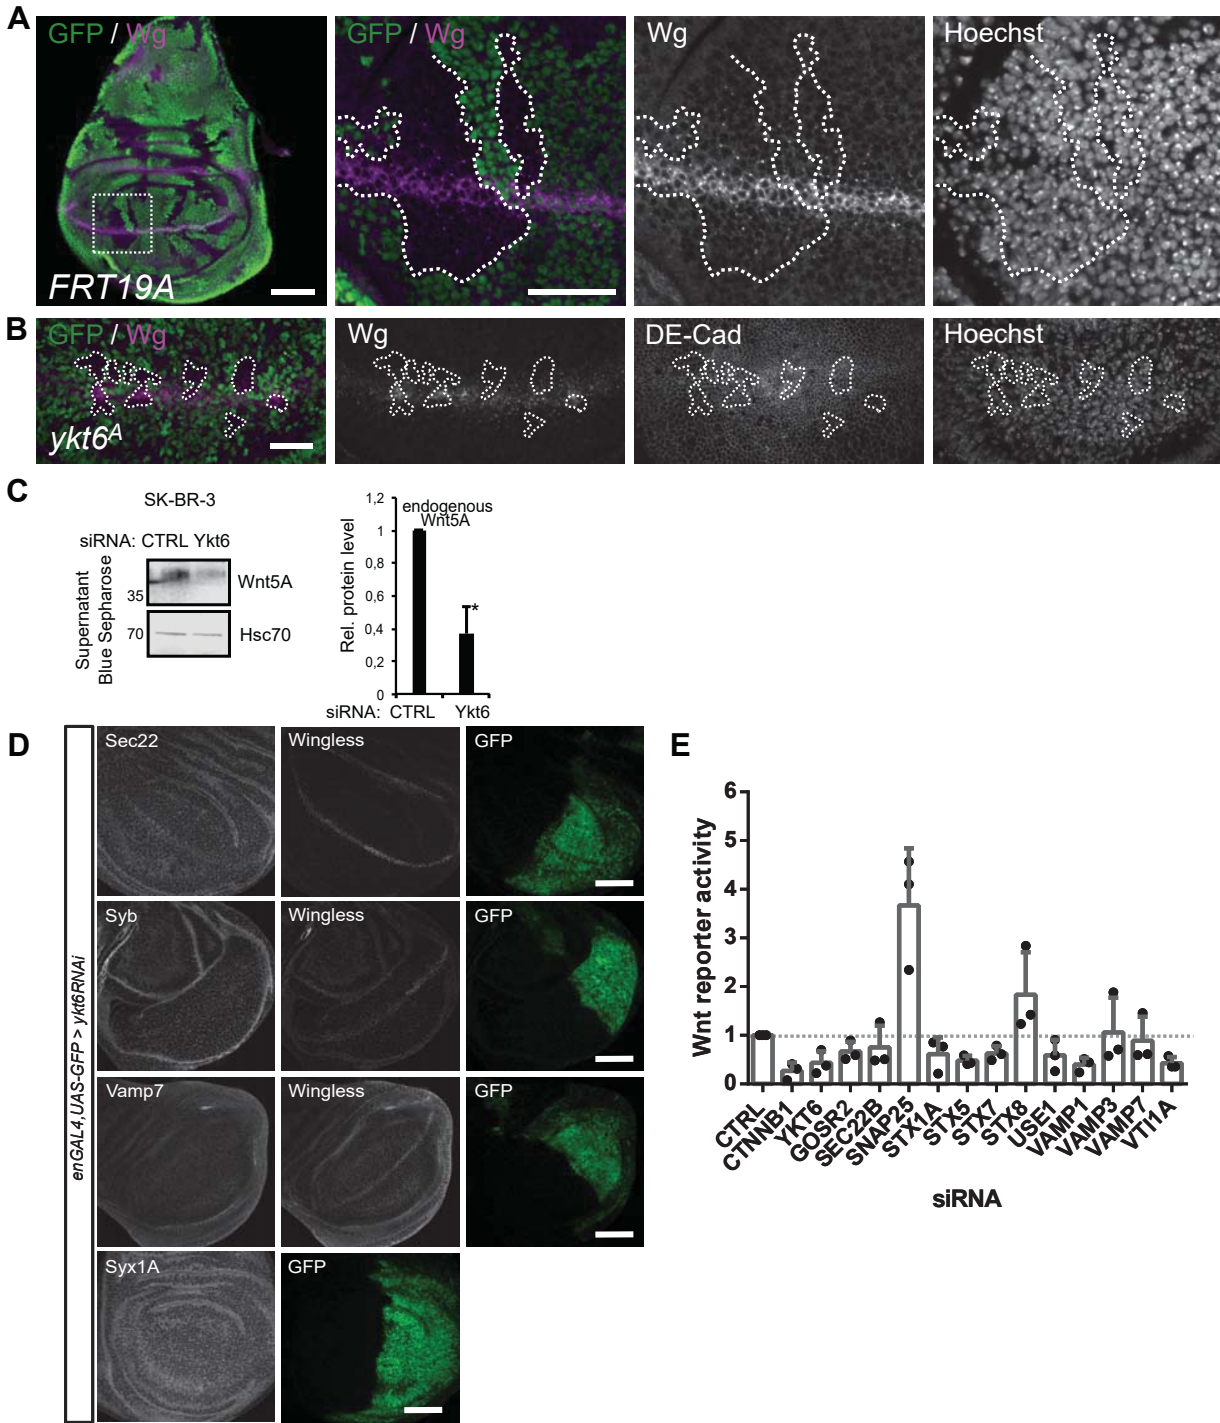 A
GFP / Wg
GFP / Wg
Wg
Hoechst
FRT19A
B
GFP / Wg
Wg
DE-Cad
Hoechst
ykt6A
C
SK-BR-3
siRNA: CTRL Ykt6
Supernatant
Blue Sepharose
35
70
Wnt5A
Hsc70
endogenous
Wnt5A
Rel. protein level
1,2
1
0,8
0,6
0,4
0,2
0
*
siRNA: CTRL Ykt6
D
enGAL4,UAS-GFP > ykt6RNAi
Sec22
Wingless
GFP
Syb
Wingless
GFP
Vamp7
Wingless
GFP
Syx1A
GFP
E
Wnt reporter activity
6
5
4
3
2
1
0
CTRL
CTNNB1
YKT6
GOSR2
SEC22B
SNAP25
STX1A
STX5
STX7
STX8
USE1
VAMP1
VAMP3
VAMP7
VTI1A
siRNA